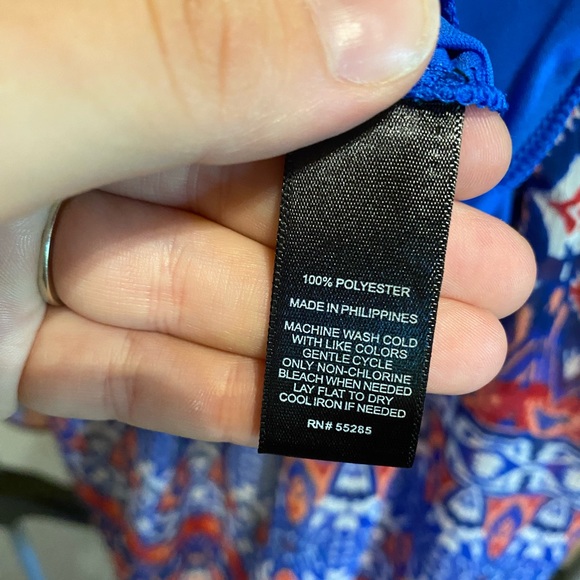 100% POLYESTER
MADE IN PHILIPPINES
MACHINE WASH COLD
WITH LIKE COLORS
GENTLE CYCLE
ONLY NON-CHLORINE
BLEACH WHEN NEEDED
LAY FLAT TO DRY
COOL IRON IF NEEDED
RN# 55285